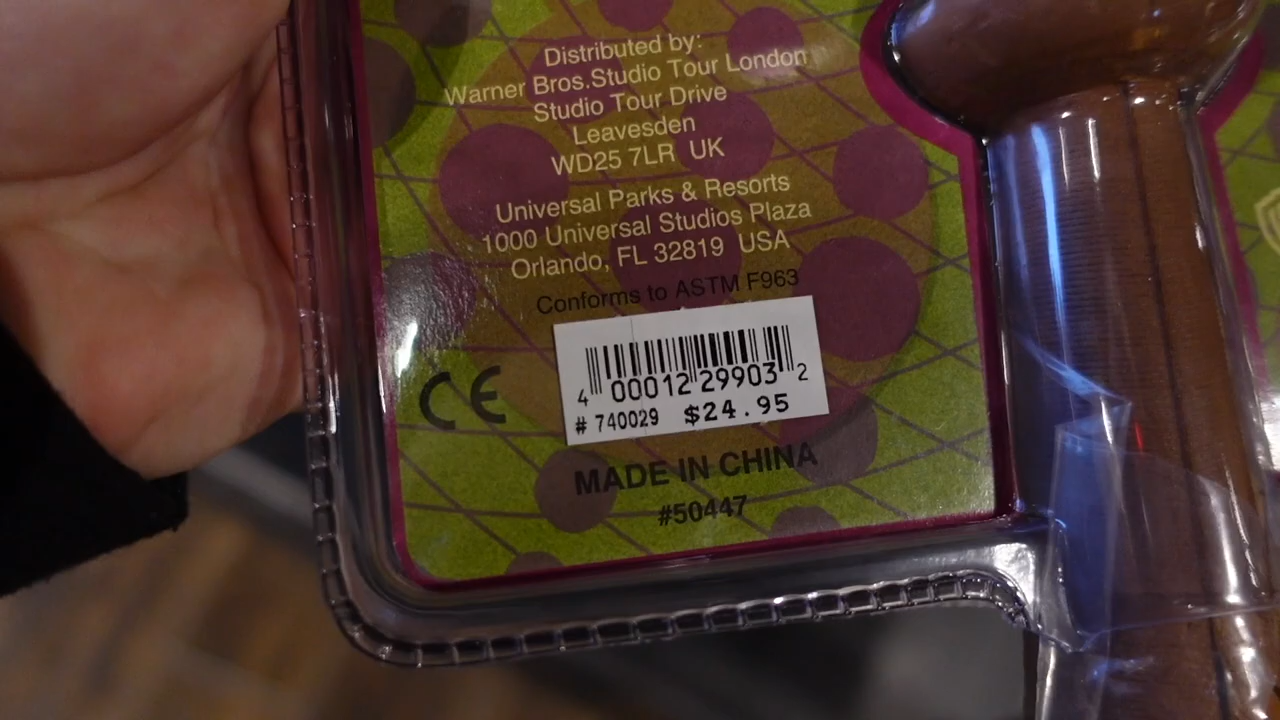 Distributed by:
Warner Bros.Studio Tour London
Studio Tour Drive
Leavesden
WD25 7LR UK
Universal Parks & Resorts
1000 Universal Studios Plaza
Orlando, FL 32819 USA
Conforms to ASTM F963
CE
4 00012 29903 2
# 740029 $24.95
MADE IN CHINA
#50447